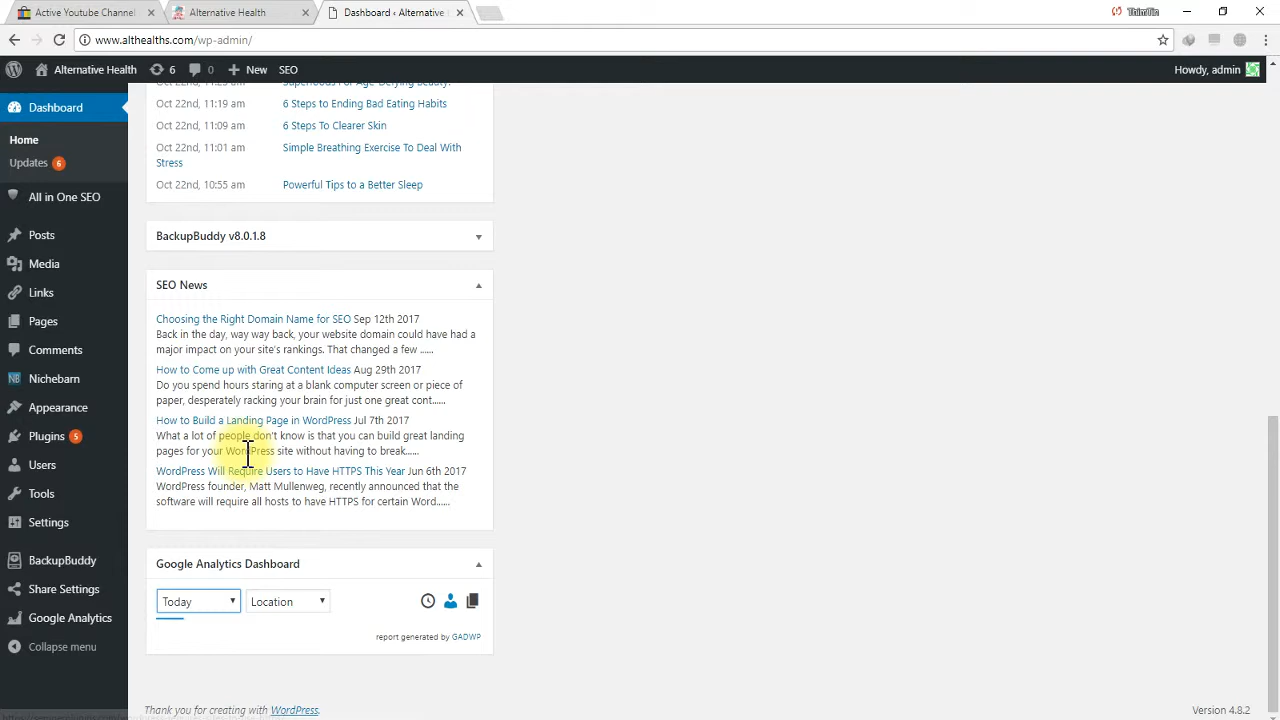 Active Youtube Channel
Alternative Health
Dashboard ‹ Alternative
ThimTin
www.althealths.com/wp-admin/
Alternative Health
6
0
New
SEO
Howdy, admin
Dashboard
Home
Updates 6
All in One SEO
Posts
Media
Links
Pages
Comments
Nichebarn
Appearance
Plugins 5
Users
Tools
Settings
BackupBuddy
Share Settings
Google Analytics
Collapse menu
Oct 22nd, 11:23 am Superfoods For Age-Defying Beauty!
Oct 22nd, 11:19 am 6 Steps to Ending Bad Eating Habits
Oct 22nd, 11:09 am 6 Steps To Clearer Skin
Oct 22nd, 11:01 am Simple Breathing Exercise To Deal With
Stress
Oct 22nd, 10:55 am Powerful Tips to a Better Sleep
BackupBuddy v8.0.1.8
SEO News
Choosing the Right Domain Name for SEO Sep 12th 2017
Back in the day, way way back, your website domain could have had a
major impact on your site's rankings. That changed a few ......
How to Come up with Great Content Ideas Aug 29th 2017
Do you spend hours staring at a blank computer screen or piece of
paper, desperately racking your brain for just one great cont......
How to Build a Landing Page in WordPress Jul 7th 2017
What a lot of people don't know is that you can build great landing
pages for your WordPress site without having to break......
WordPress Will Require Users to Have HTTPS This Year Jun 6th 2017
WordPress founder, Matt Mullenweg, recently announced that the
software will require all hosts to have HTTPS for certain Word......
Google Analytics Dashboard
Today
Location
report generated by GADWP
Thank you for creating with WordPress.
Version 4.8.2